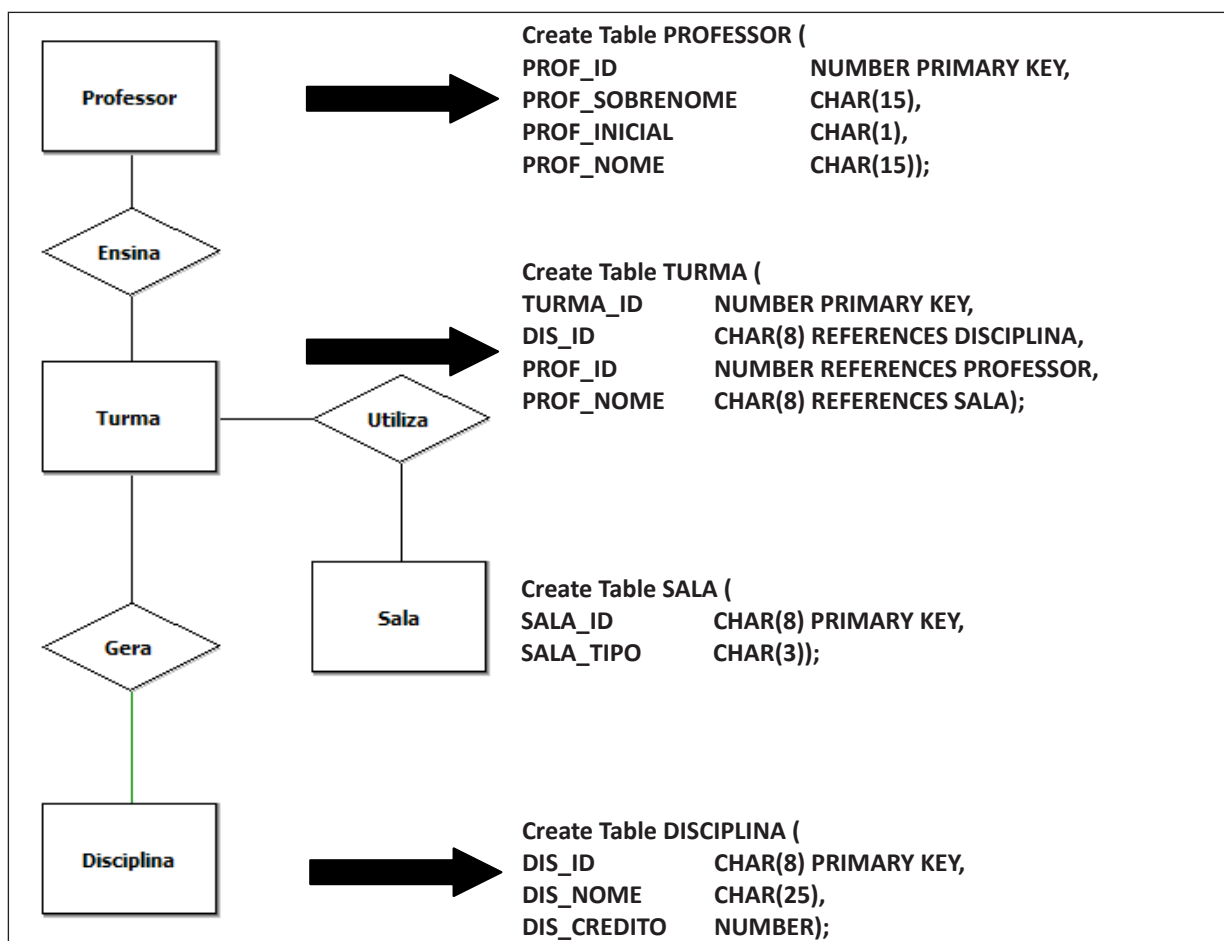 Professor
Create Table PROFESSOR (
PROF_ID NUMBER PRIMARY KEY,
PROF_SOBRENOME CHAR(15),
PROF_INICIAL CHAR(1),
PROF_NOME CHAR(15));
Ensina
Create Table TURMA (
TURMA_ID NUMBER PRIMARY KEY,
DIS_ID CHAR(8) REFERENCES DISCIPLINA,
PROF_ID NUMBER REFERENCES PROFESSOR,
PROF_NOME CHAR(8) REFERENCES SALA);
Turma
Utiliza
Create Table SALA (
SALA_ID CHAR(8) PRIMARY KEY,
SALA_TIPO CHAR(3));
Sala
Gera
Create Table DISCIPLINA (
DIS_ID CHAR(8) PRIMARY KEY,
DIS_NOME CHAR(25),
DIS_CREDITO NUMBER);
Disciplina